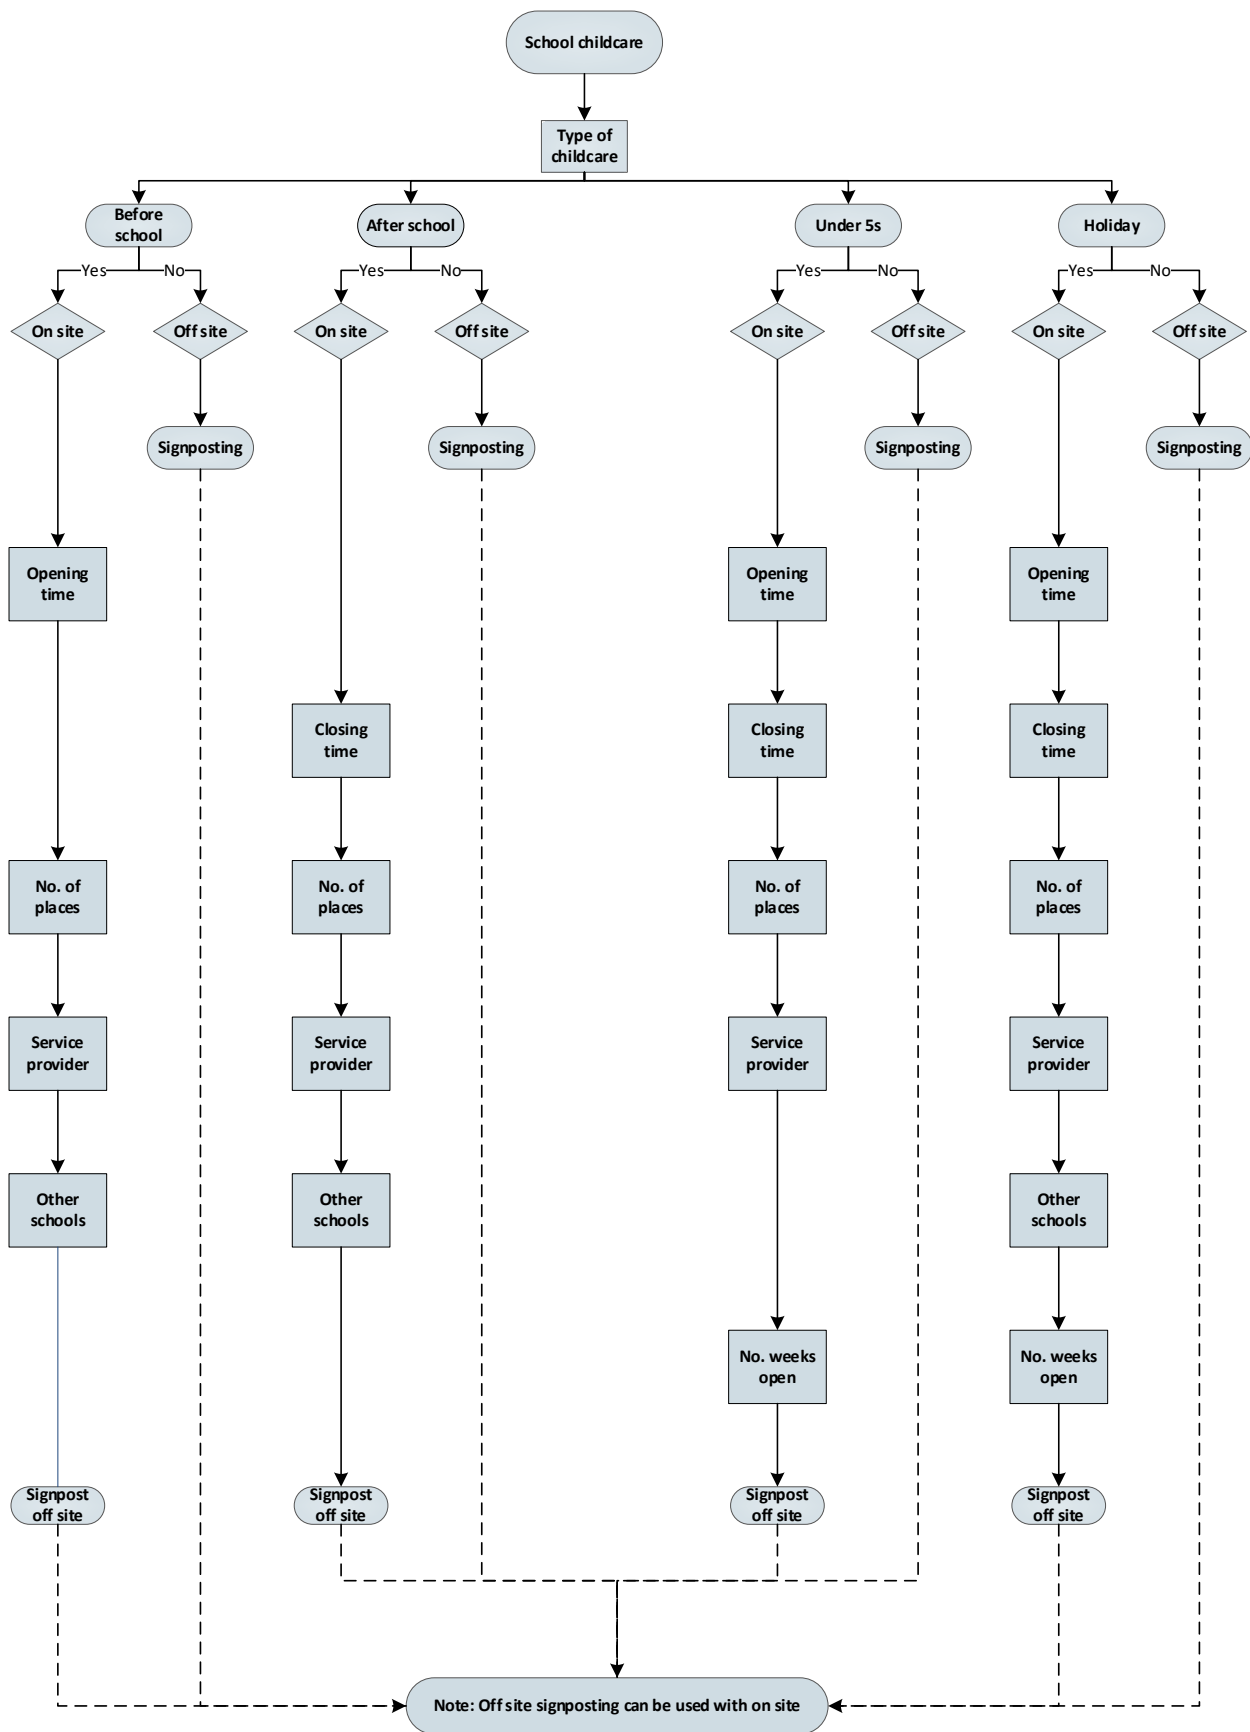 School childcare
Type of
childcare
Before
school
After school
Under 5s
Holiday
Yes
No
Yes
No
Yes
No
Yes
No
On site
Off site
On site
Off site
On site
Off site
On site
Off site
Signposting
Signposting
Signposting
Signposting
Opening
time
Opening
time
Opening
time
Closing
time
Closing
time
Closing
time
No. of
places
No. of
places
No. of
places
No. of
places
Service
provider
Service
provider
Service
provider
Service
provider
Other
schools
Other
schools
Other
schools
No. weeks
open
No. weeks
open
Signpost
off site
Signpost
off site
Signpost
off site
Signpost
off site
Note: Off site signposting can be used with on site